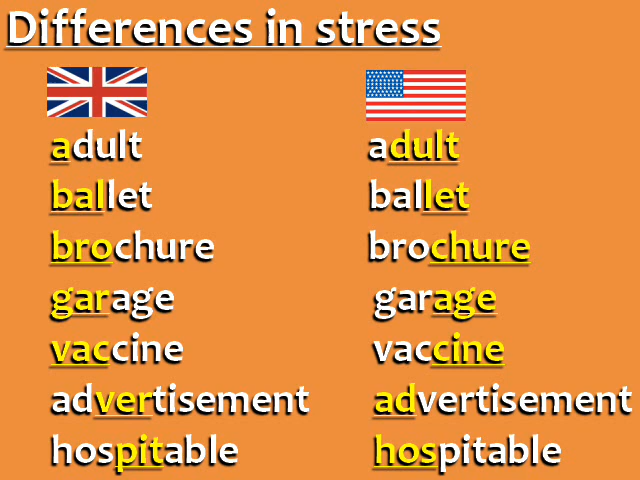 Differences in stress
adult adult
ballet ballet
brochure brochure
garage garage
vaccine vaccine
advertisement advertisement
hospitable hospitable